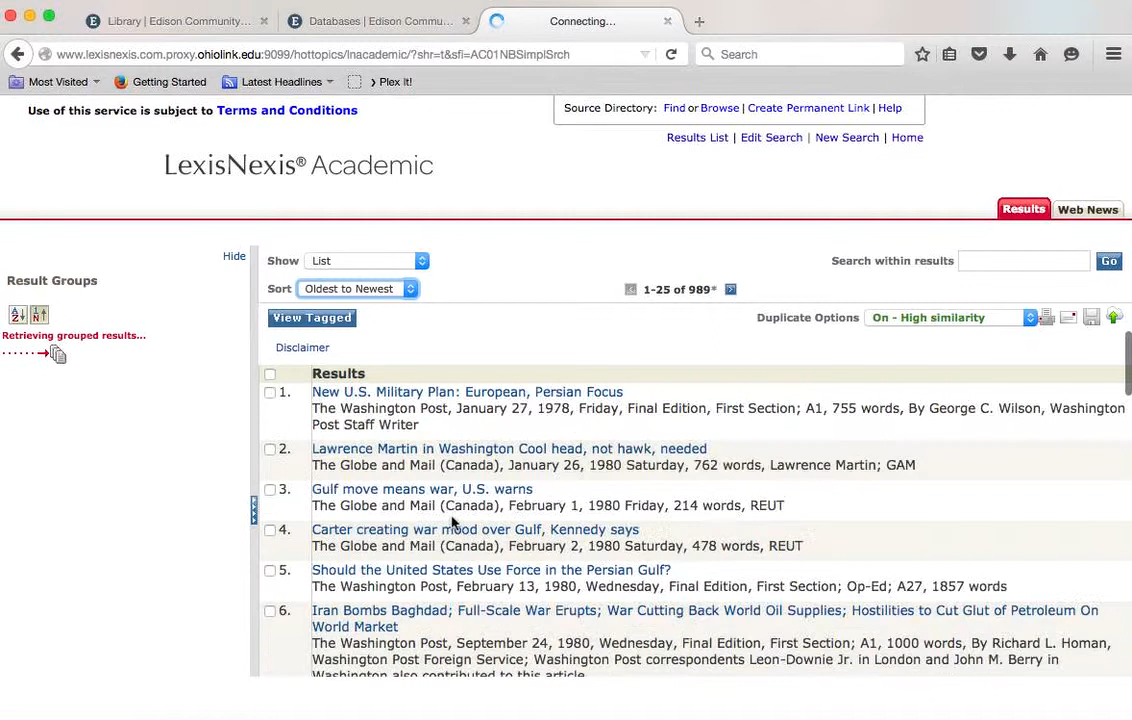 Library | Edison Community...
Databases | Edison Commu...
Connecting...
www.lexisnexis.com.proxy.ohiolink.edu:9099/hottopics/lnacademic/?shr=t&sfi=AC01NBSimplSrch
Search
Most Visited
Getting Started
Latest Headlines
> Plex It!
Use of this service is subject to Terms and Conditions
Source Directory: Find or Browse | Create Permanent Link | Help
Results List | Edit Search | New Search | Home
LexisNexis® Academic
Results
Web News
Hide
Show List
Search within results
Go
Result Groups
Sort Oldest to Newest
1-25 of 989*
View Tagged
Duplicate Options On - High similarity
Retrieving grouped results...
Disclaimer
Results
1. New U.S. Military Plan: European, Persian Focus
The Washington Post, January 27, 1978, Friday, Final Edition, First Section; A1, 755 words, By George C. Wilson, Washington
Post Staff Writer
2. Lawrence Martin in Washington Cool head, not hawk, needed
The Globe and Mail (Canada), January 26, 1980 Saturday, 762 words, Lawrence Martin; GAM
3. Gulf move means war, U.S. warns
The Globe and Mail (Canada), February 1, 1980 Friday, 214 words, REUT
4. Carter creating war mood over Gulf, Kennedy says
The Globe and Mail (Canada), February 2, 1980 Saturday, 478 words, REUT
5. Should the United States Use Force in the Persian Gulf?
The Washington Post, February 13, 1980, Wednesday, Final Edition, First Section; Op-Ed; A27, 1857 words
6. Iran Bombs Baghdad; Full-Scale War Erupts; War Cutting Back World Oil Supplies; Hostilities to Cut Glut of Petroleum On
World Market
The Washington Post, September 24, 1980, Wednesday, Final Edition, First Section; A1, 1000 words, By Richard L. Homan,
Washington Post Foreign Service; Washington Post correspondents Leon-Downie Jr. in London and John M. Berry in
Washington also contributed to this article